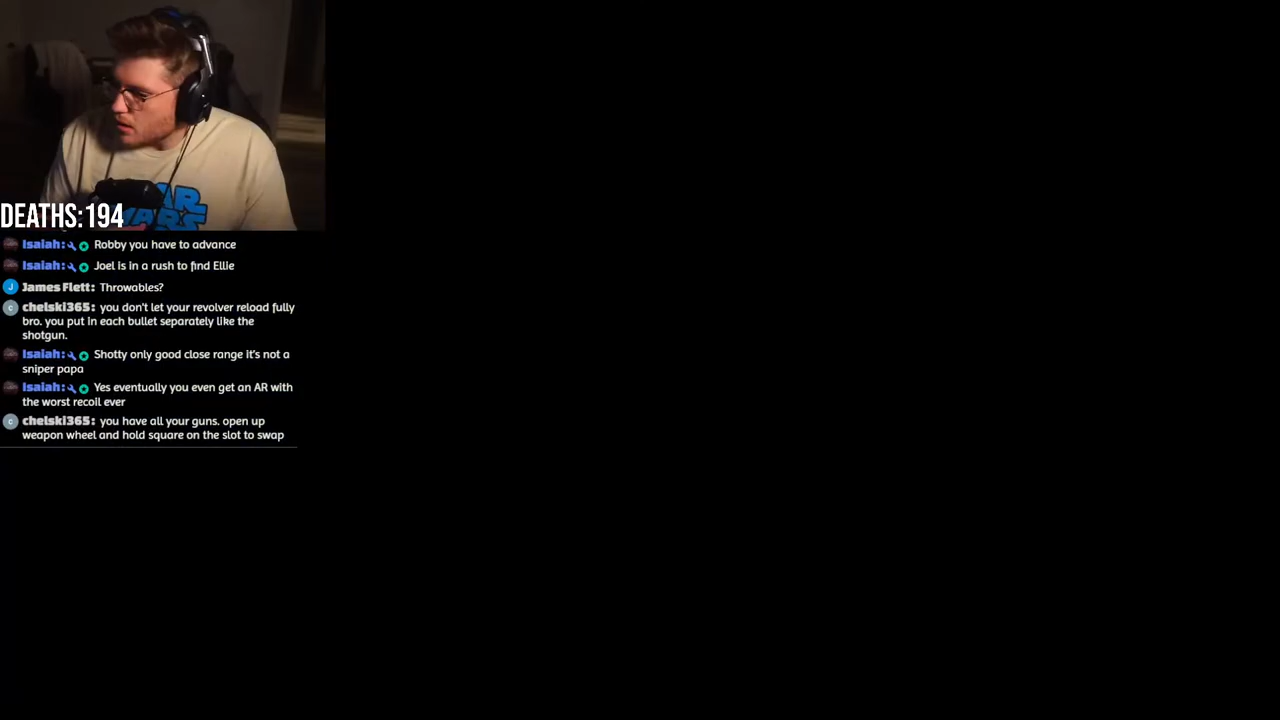 AR
WARS
DEATHS:194
Isaiah: Robby you have to advance
Isaiah: Joel is in a rush to find Ellie
J James Flett: Throwables?
c chelski365: you don't let your revolver reload fully
bro. you put in each bullet separately like the
shotgun.
Isaiah: Shotty only good close range it's not a
sniper papa
Isaiah: Yes eventually you even get an AR with
the worst recoil ever
c chelski365: you have all your guns. open up
weapon wheel and hold square on the slot to swap